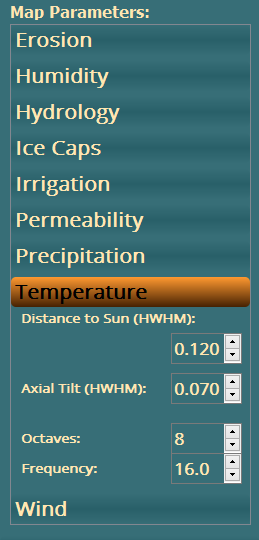 Map Parameters:
Erosion
Humidity
Hydrology
Ice Caps
Irrigation
Permeability
Precipitation
Temperature
Distance to Sun (HWHM):
0.120
Axial Tilt (HWHM): 0.070
Octaves: 8
Frequency: 16.0
Wind